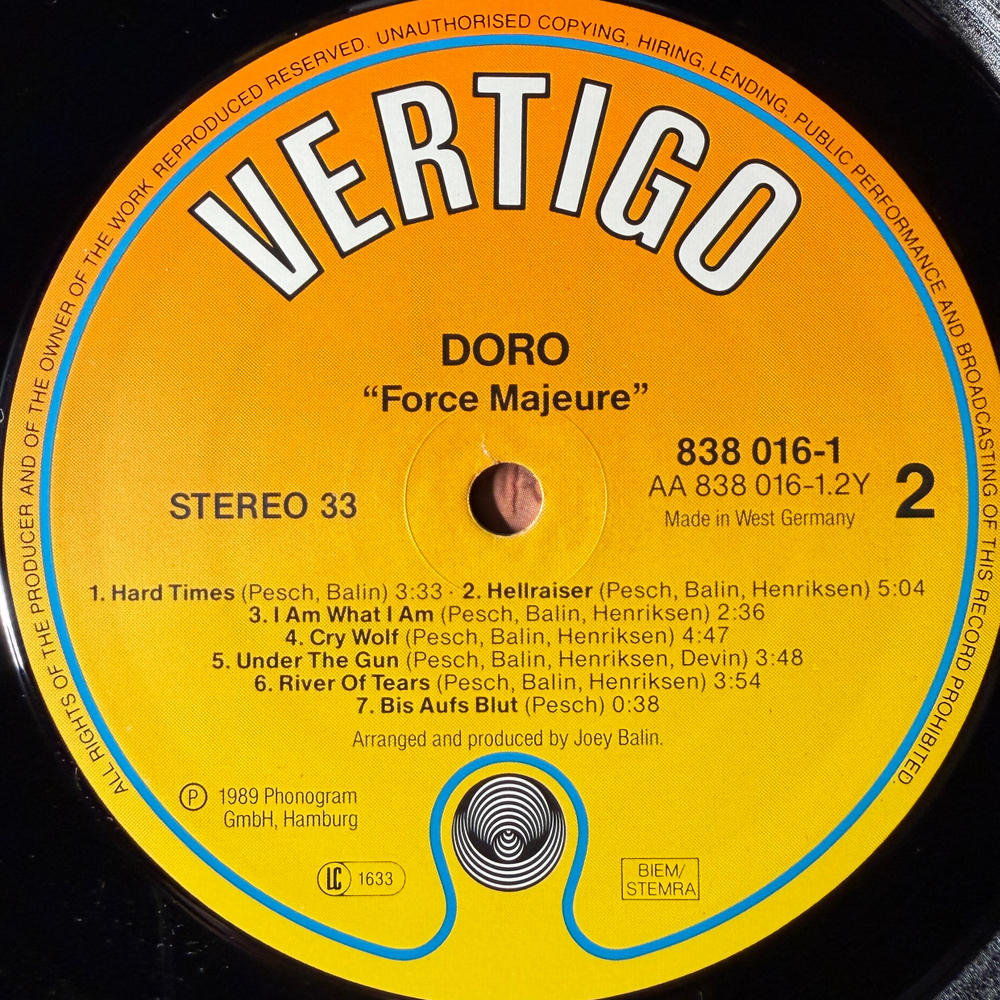 ALL RIGHTS OF THE PRODUCER AND OF THE OWNER OF THE WORK REPRODUCED RESERVED. UNAUTHORISED COPYING, HIRING, LENDING, PUBLIC PERFORMANCE AND BROADCASTING OF THIS RECORD PROHIBITED.
VERTIGO
DORO
“Force Majeure”
838 016-1
AA 838 016-1.2Y
2
STEREO 33
Made in West Germany
1. Hard Times (Pesch, Balin) 3:33 · 2. Hellraiser (Pesch, Balin, Henriksen) 5:04
3. I Am What I Am (Pesch, Balin, Henriksen) 2:36
4. Cry Wolf (Pesch, Balin, Henriksen) 4:47
5. Under The Gun (Pesch, Balin, Henriksen, Devin) 3:48
6. River Of Tears (Pesch, Balin, Henriksen) 3:54
7. Bis Aufs Blut (Pesch) 0:38
Arranged and produced by Joey Balin.
Ⓟ 1989 Phonogram
GmbH, Hamburg
LC 1633
BIEM/
STEMRA